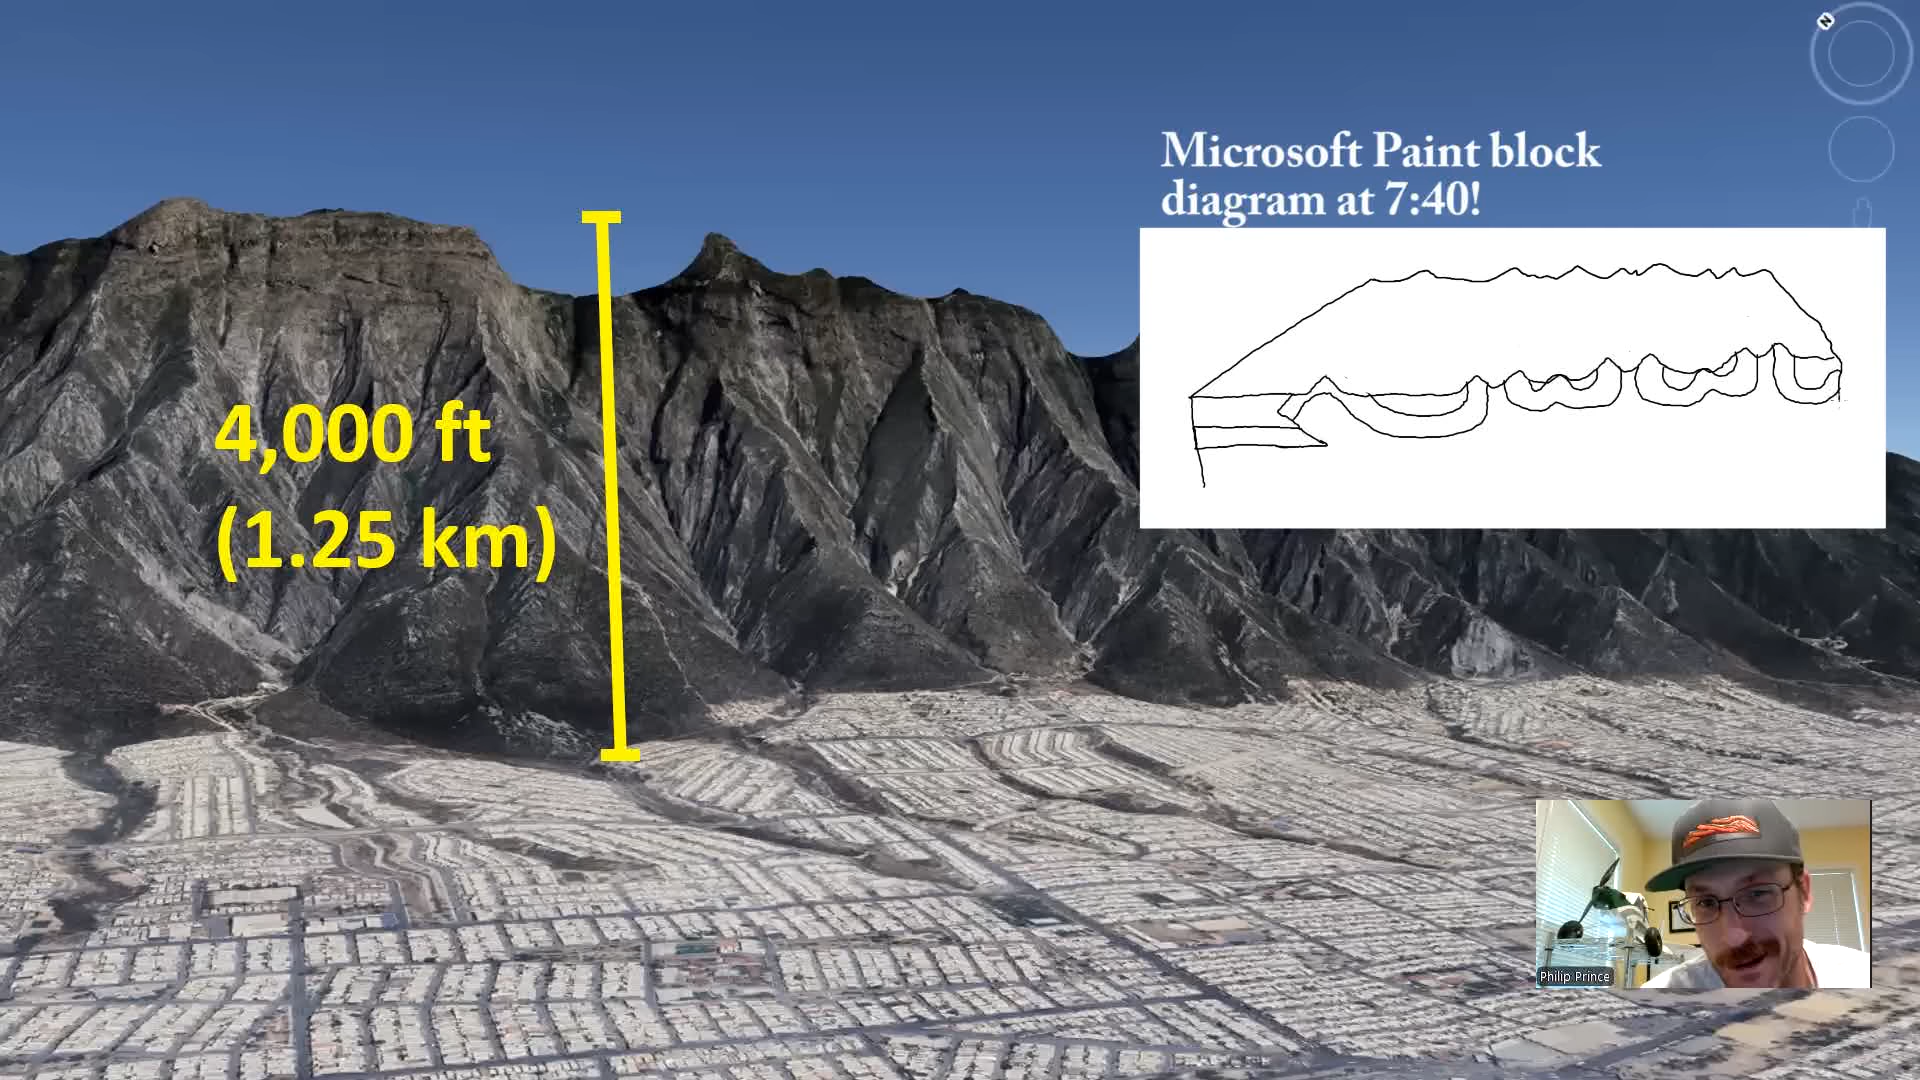 N
Microsoft Paint block
diagram at 7:40!
4,000 ft
(1.25 km)
Philip Prince